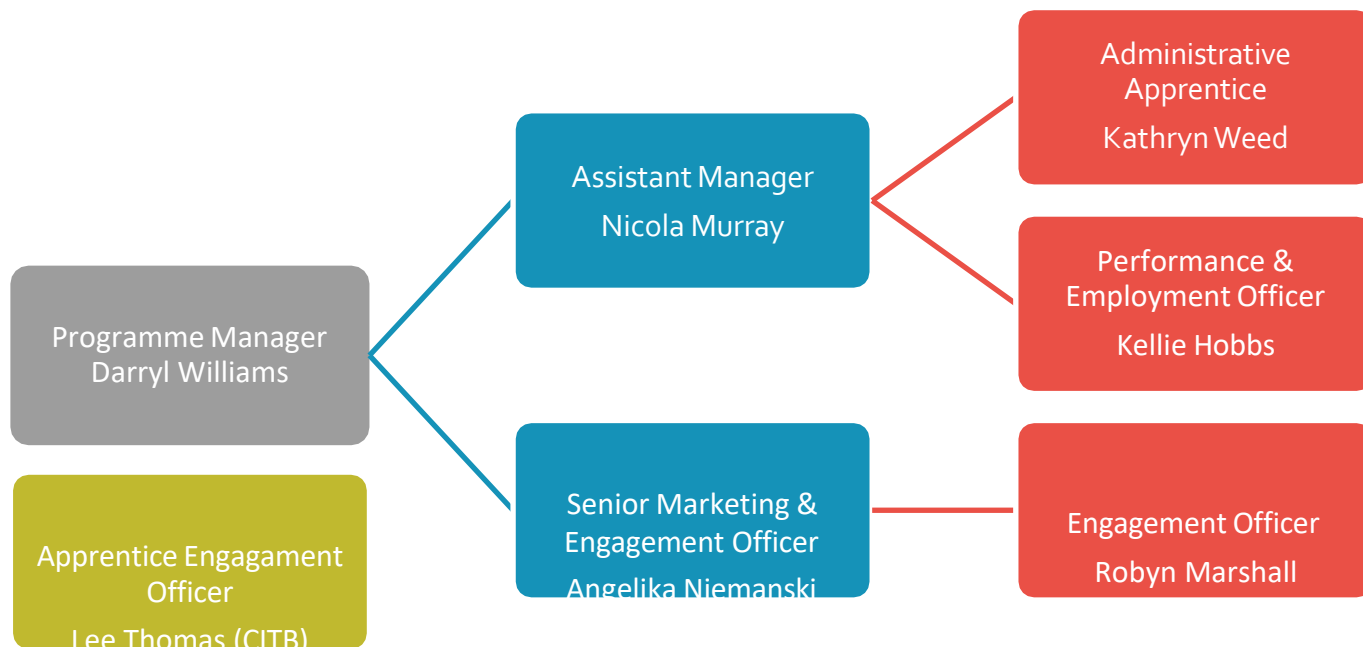 Programme Manager
Darryl Williams
Apprentice Engagament
Officer
Lee Thomas (CITB)
Assistant Manager
Nicola Murray
Senior Marketing &
Engagement Officer
Angelika Niemanski
Administrative
Apprentice
Kathryn Weed
Performance &
Employment Officer
Kellie Hobbs
Engagement Officer
Robyn Marshall